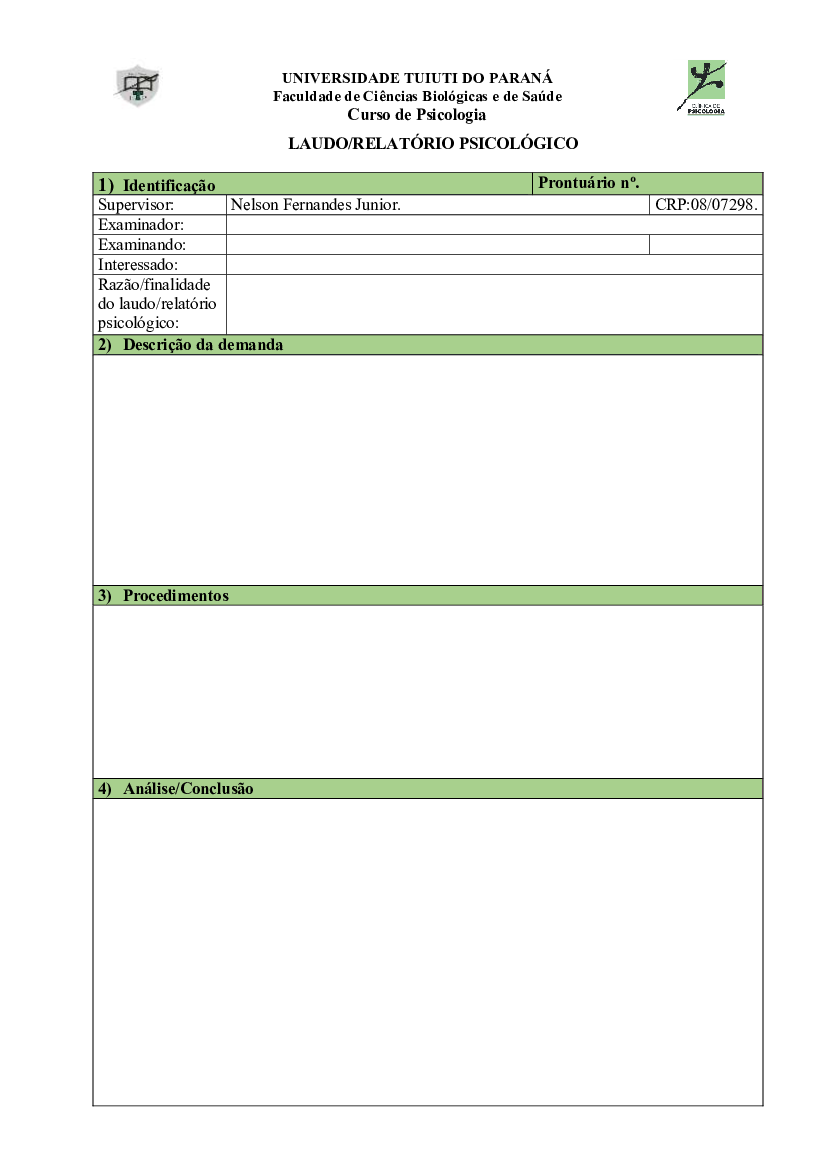 UNIVERSIDADE TUIUTI DO PARANÁ
Faculdade de Ciências Biológicas e de Saúde
Curso de Psicologia
LAUDO/RELATÓRIO PSICOLÓGICO
PSICOLOGIA
1) Identificação
Prontuário nº.
Supervisor:
Nelson Fernandes Junior.
CRP:08/07298.
Examinador:
Examinando:
Interessado:
Razão/finalidade
do laudo/relatório
psicológico:
2) Descrição da demanda
3) Procedimentos
4) Análise/Conclusão